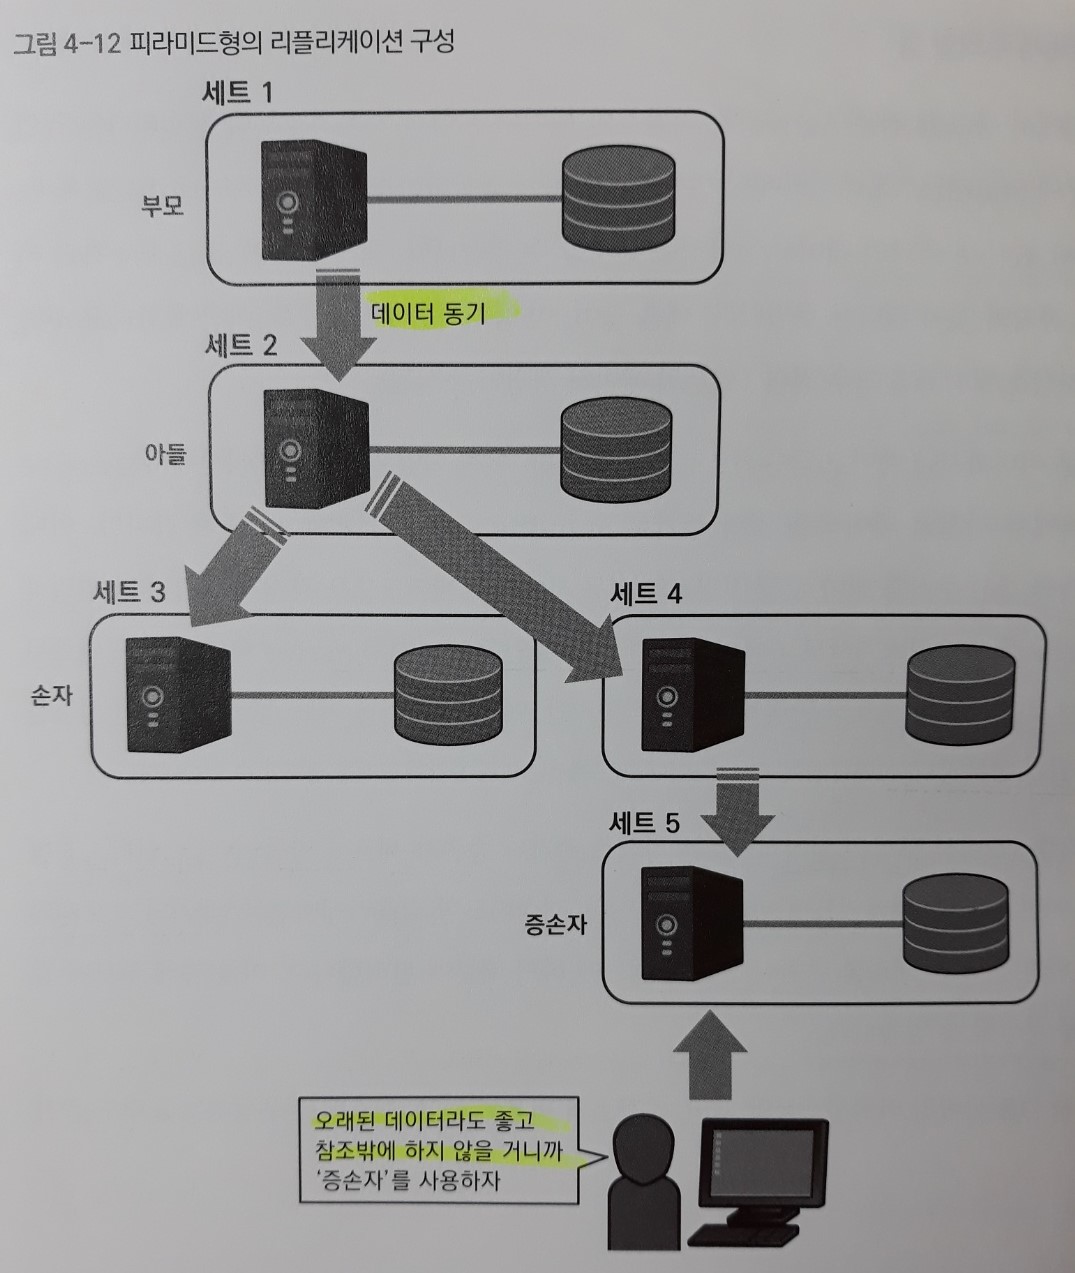 그림 4-12 피라미드형의 리플리케이션 구성
세트 1
부모
데이터 동기
세트 2
아들
세트 3
세트 4
손자
세트 5
증손자
오래된 데이터라도 좋고
참조밖에 하지 않을 거니까
‘증손자’를 사용하자